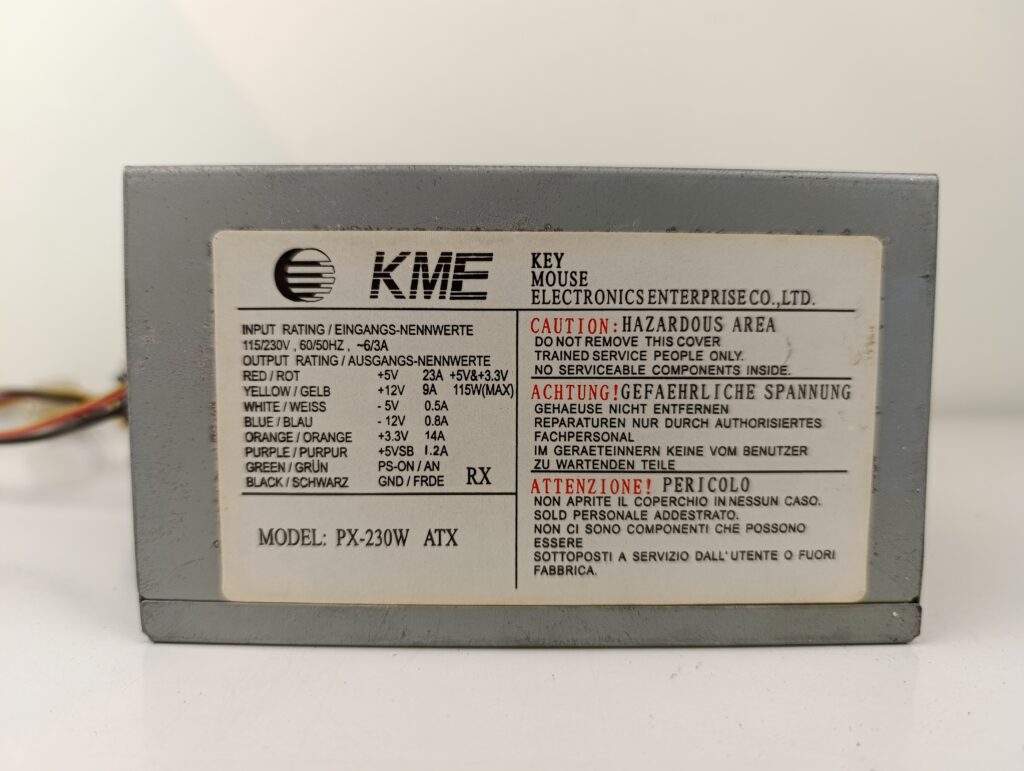 KME
KEY
MOUSE
ELECTRONICS ENTERPRISE CO.,LTD.
INPUT RATING / EINGANGS-NENNWERTE
115/230V , 60/50HZ , ~6/3A
OUTPUT RATING / AUSGANGS-NENNWERTE
RED / ROT +5V 23A +5V&+3.3V
YELLOW / GELB +12V 9A 115W(MAX)
WHITE / WEISS - 5V 0.5A
BLUE / BLAU - 12V 0.8A
ORANGE / ORANGE +3.3V 14A
PURPLE / PURPUR +5VSB 1.2A
GREEN / GRÜN PS-ON / AN
BLACK / SCHWARZ GND / FRDE RX
MODEL: PX-230W ATX
CAUTION: HAZARDOUS AREA
DO NOT REMOVE THIS COVER
TRAINED SERVICE PEOPLE ONLY.
NO SERVICEABLE COMPONENTS INSIDE.
ACHTUNG! GEFAEHRLICHE SPANNUNG
GEHAEUSE NICHT ENTFERNEN
REPARATUREN NUR DURCH AUTHORISIERTES
FACHPERSONAL
IM GERAETEINNERN KEINE VOM BENUTZER
ZU WARTENDEN TEILE
ATTENZIONE! PERICOLO
NON APRITE IL COPERCHIO IN NESSUN CASO.
SOLD PERSONALE ADDESTRATO.
NON CI SONO COMPONENTI CHE POSSONO
ESSERE
SOTTOPOSTI A SERVIZIO DALL' UTENTE O FUORI
FABBRICA.